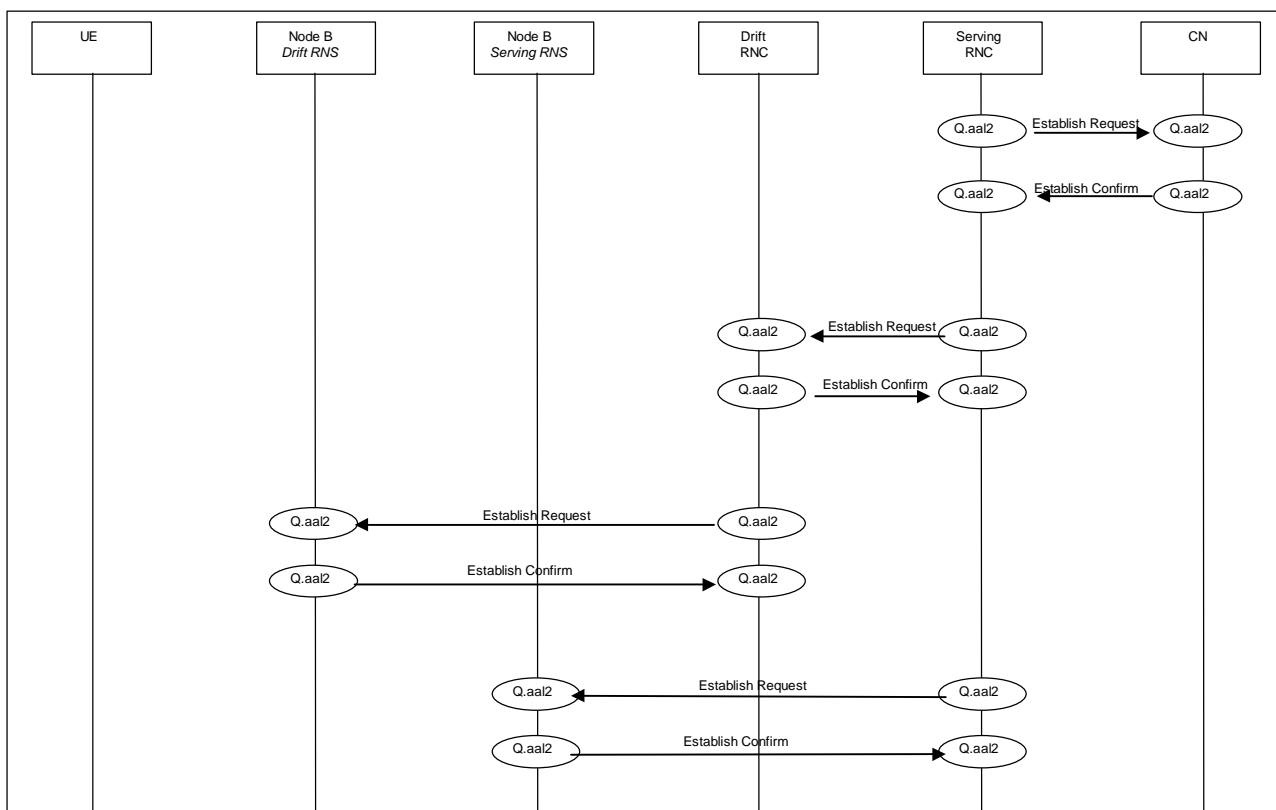 UE
Node B
Drift RNS
Node B
Serving RNS
Drift
RNC
Serving
RNC
CN
Q.aal2
Establish Request
Q.aal2
Q.aal2
Establish Confirm
Q.aal2
Q.aal2
Establish Request
Q.aal2
Q.aal2
Establish Confirm
Q.aal2
Q.aal2
Establish Request
Q.aal2
Q.aal2
Establish Confirm
Q.aal2
Q.aal2
Establish Request
Q.aal2
Q.aal2
Establish Confirm
Q.aal2